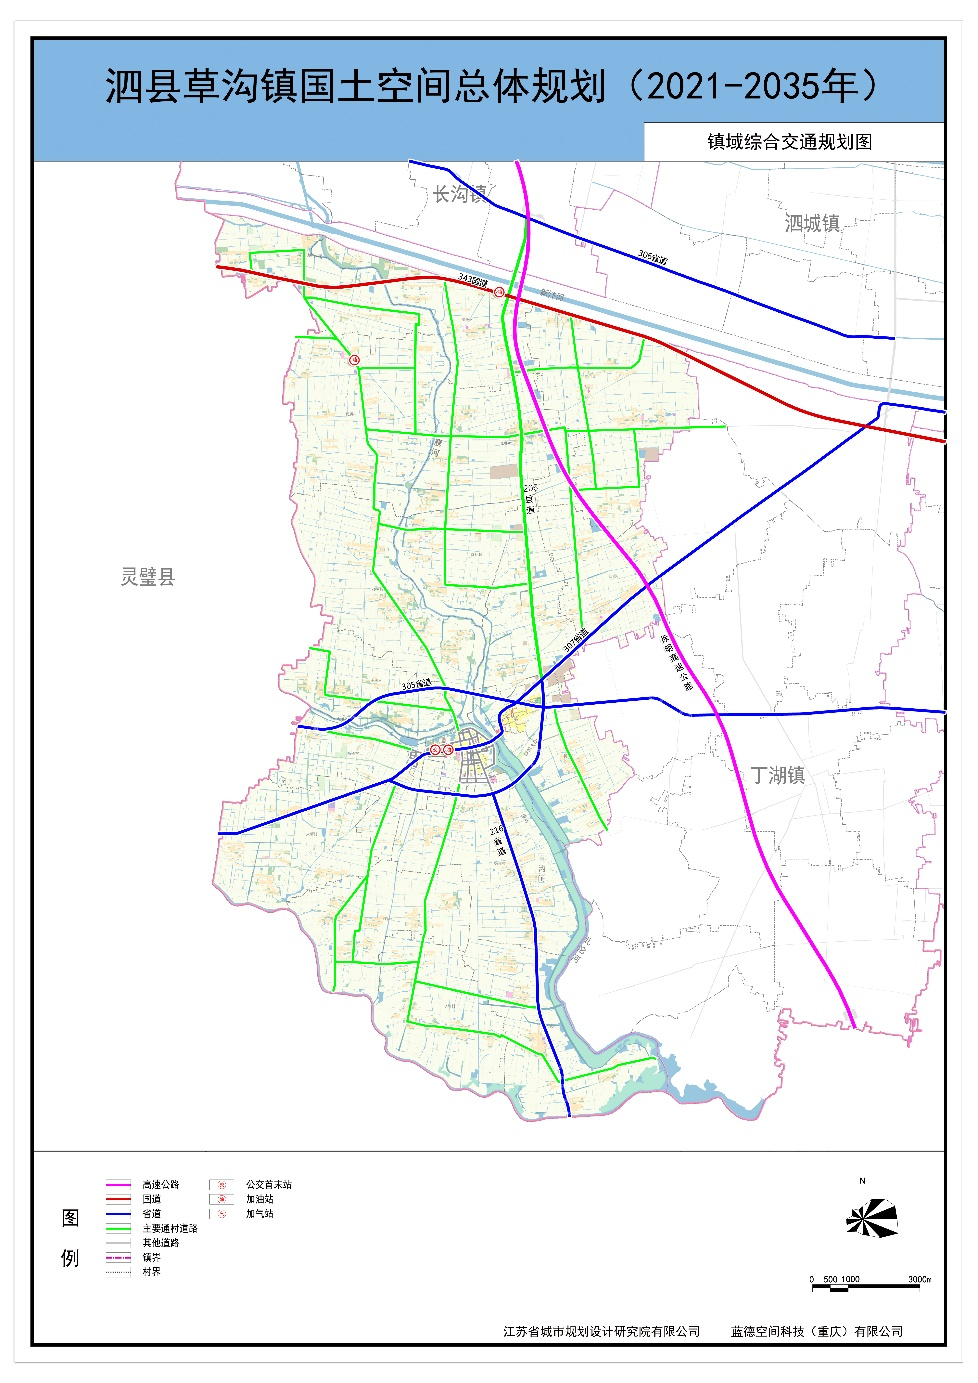 泗县草沟镇国土空间总体规划（2021-2035年）
镇域综合交通规划图
长沟镇
泗城镇
305省道
343国道
新汴河
灵璧县
307省道
305省道
丁湖镇
226
省
道
图
例
高速公路
国道
省道
主要通村道路
其他道路
镇界
村界
公交首末站
加油站
加气站
N
0 500 1000 3000m
江苏省城市规划设计研究院有限公司 蓝德空间科技（重庆）有限公司